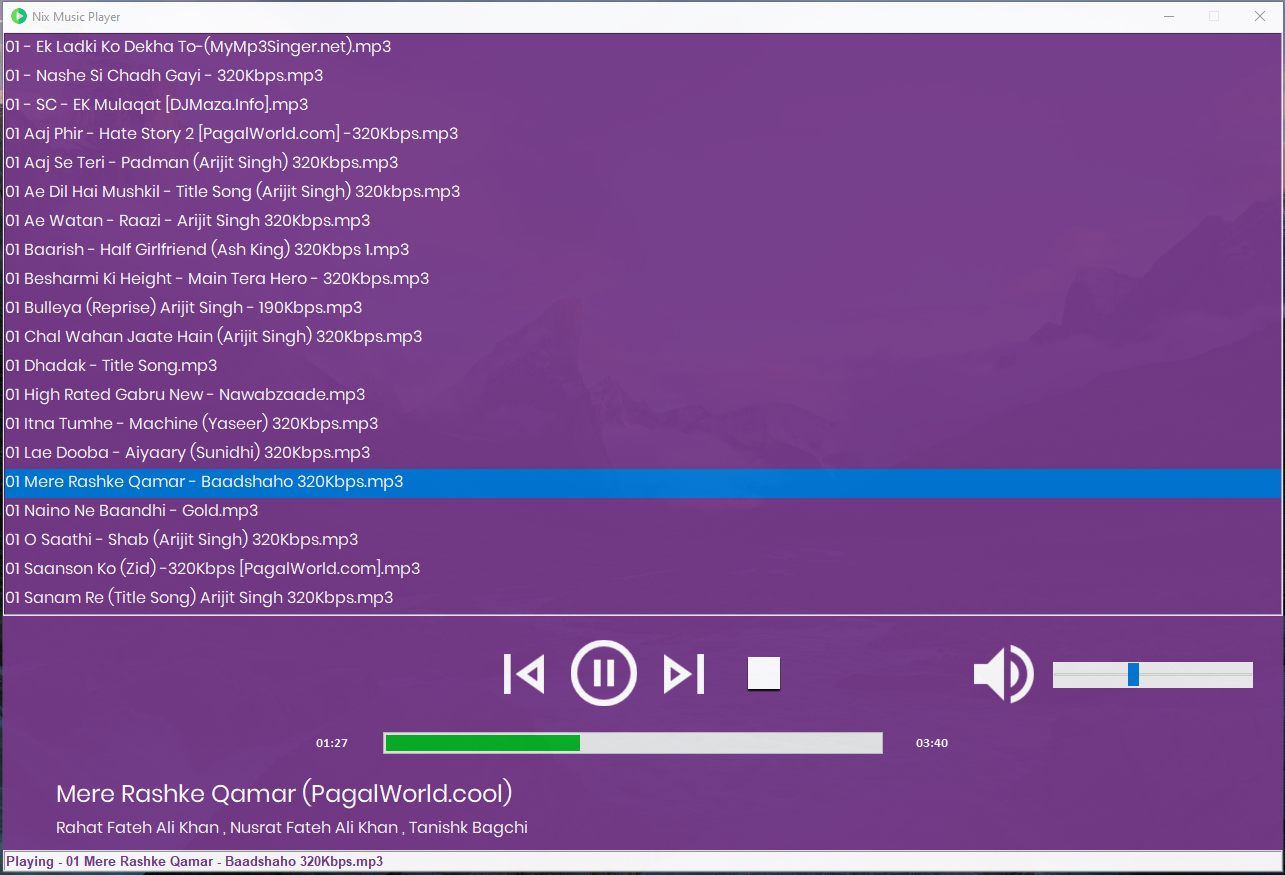 Nix Music Player
01 - Ek Ladki Ko Dekha To-(MyMp3Singer.net).mp3
01 - Nashe Si Chadh Gayi - 320Kbps.mp3
01 - SC - EK Mulaqat [DJMaza.Info].mp3
01 Aaj Phir - Hate Story 2 [PagalWorld.com] -320Kbps.mp3
01 Aaj Se Teri - Padman (Arijit Singh) 320Kbps.mp3
01 Ae Dil Hai Mushkil - Title Song (Arijit Singh) 320kbps.mp3
01 Ae Watan - Raazi - Arijit Singh 320Kbps.mp3
01 Baarish - Half Girlfriend (Ash King) 320Kbps 1.mp3
01 Besharmi Ki Height - Main Tera Hero - 320Kbps.mp3
01 Bulleya (Reprise) Arijit Singh - 190Kbps.mp3
01 Chal Wahan Jaate Hain (Arijit Singh) 320Kbps.mp3
01 Dhadak - Title Song.mp3
01 High Rated Gabru New - Nawabzaade.mp3
01 Itna Tumhe - Machine (Yaseer) 320Kbps.mp3
01 Lae Dooba - Aiyaary (Sunidhi) 320Kbps.mp3
01 Mere Rashke Qamar - Baadshaho 320Kbps.mp3
01 Naino Ne Baandhi - Gold.mp3
01 O Saathi - Shab (Arijit Singh) 320Kbps.mp3
01 Saanson Ko (Zid) -320Kbps [PagalWorld.com].mp3
01 Sanam Re (Title Song) Arijit Singh 320Kbps.mp3
01:27
03:40
Mere Rashke Qamar (PagalWorld.cool)
Rahat Fateh Ali Khan , Nusrat Fateh Ali Khan , Tanishk Bagchi
Playing - 01 Mere Rashke Qamar - Baadshaho 320Kbps.mp3